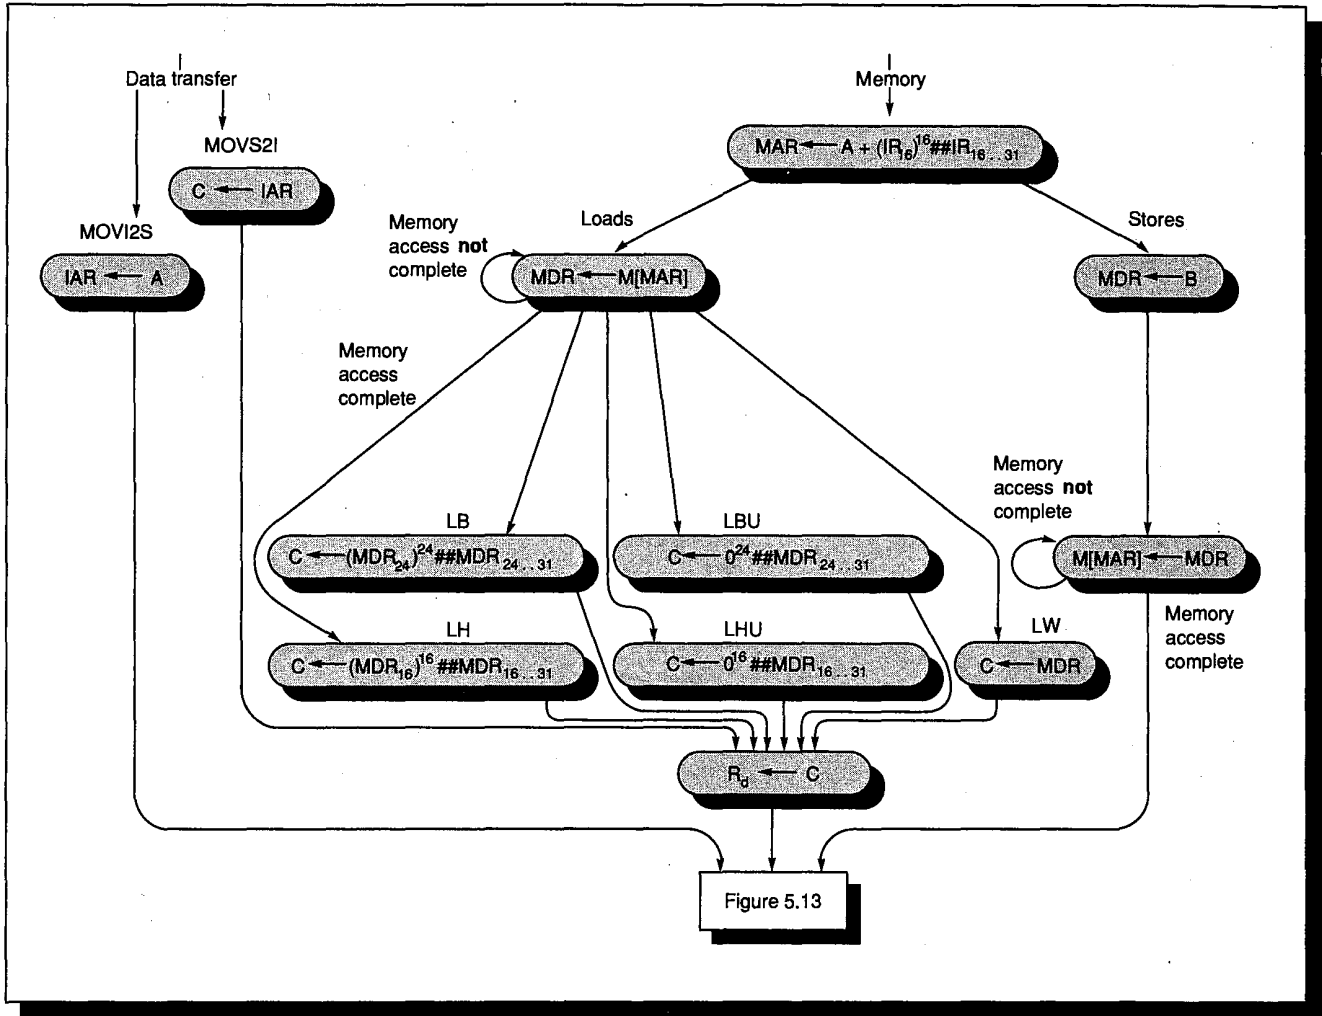 Data transfer
Memory
MOVS2I
MAR ← A + (IR₁₆)¹⁶##IR₁₆..₃₁
C ← IAR
Memory
access not
complete
Loads
Stores
MOVI2S
IAR ← A
MDR ← M[MAR]
MDR ← B
Memory
access
complete
Memory
access not
complete
LB
LBU
C ← (MDR₂₄)²⁴##MDR₂₄..₃₁
C ← 0²⁴##MDR₂₄..₃₁
M[MAR] ← MDR
Memory
access
complete
LH
LHU
LW
C ← (MDR₁₆)¹⁶##MDR₁₆..₃₁
C ← 0¹⁶##MDR₁₆..₃₁
C ← MDR
R_d ← C
Figure 5.13